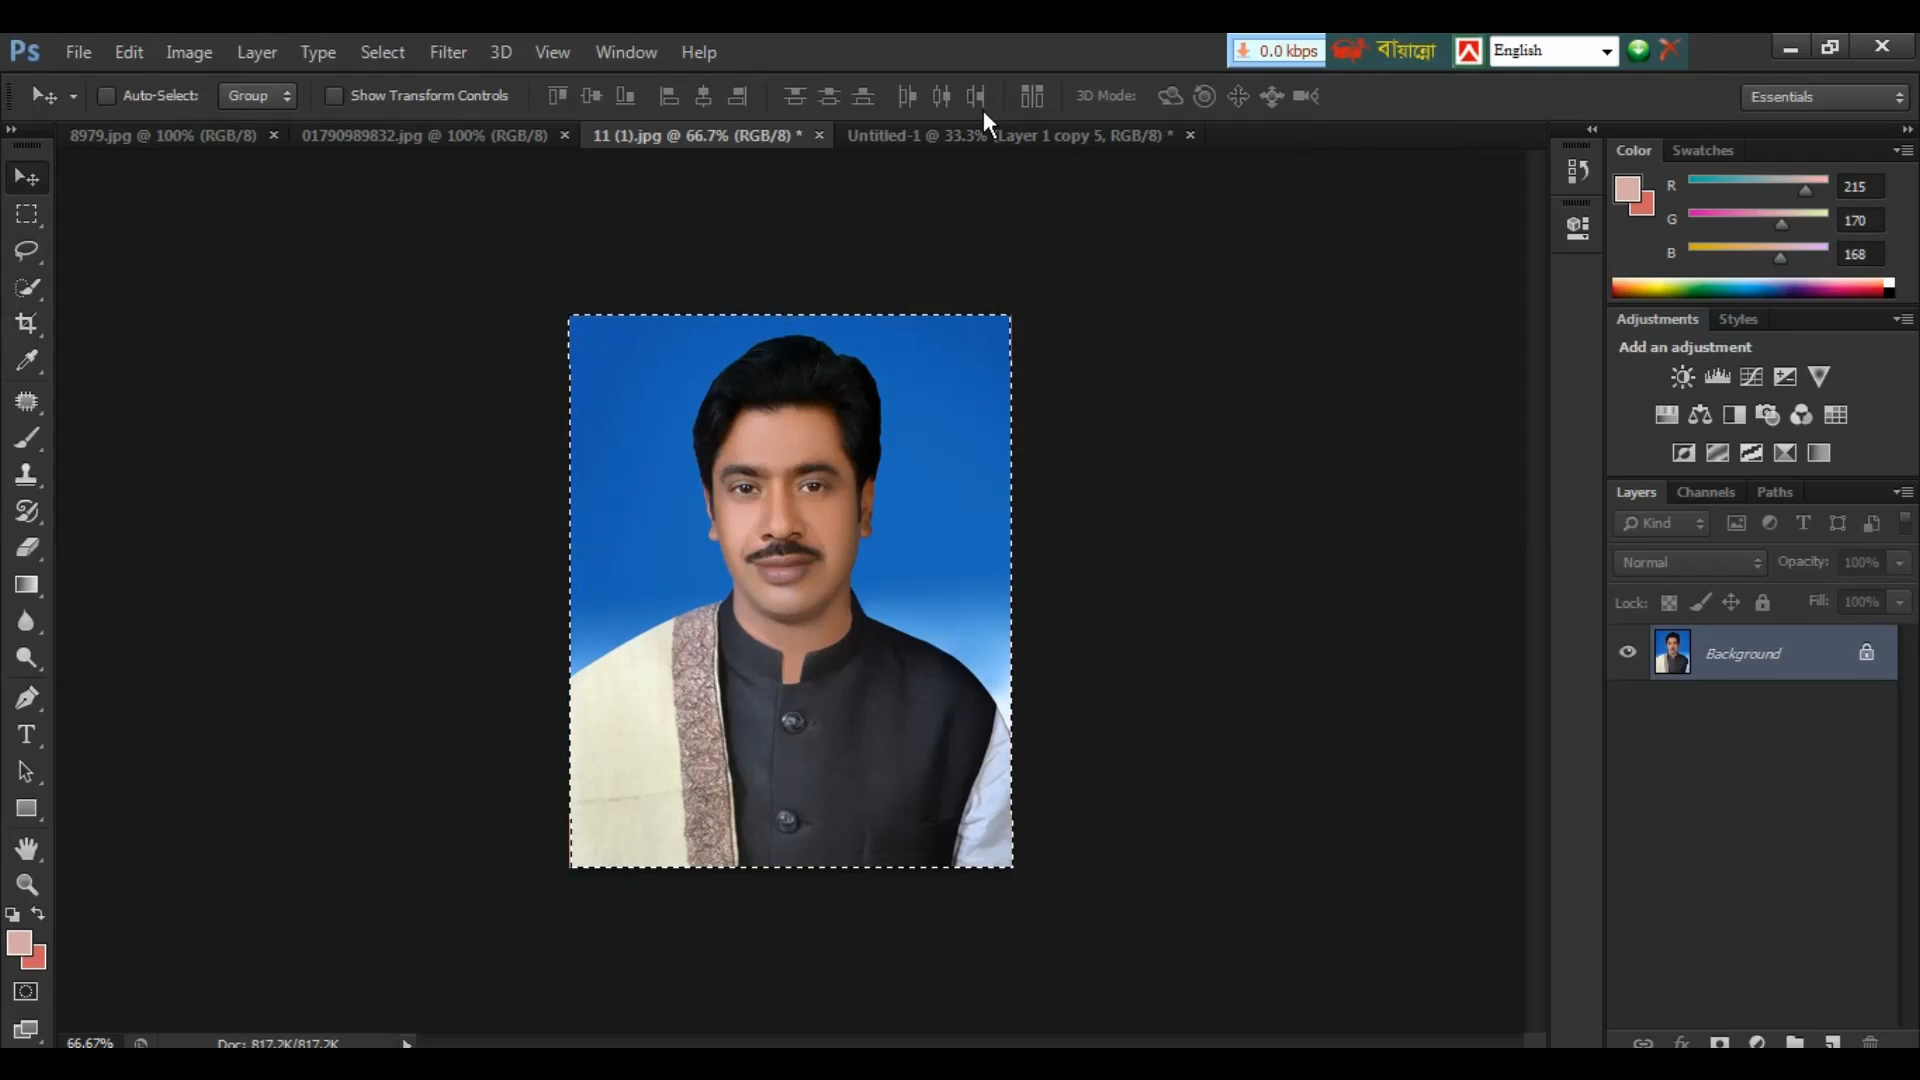 Ps File Edit Image Layer Type Select Filter 3D View Window Help
0.0 kbps বায়ান্নো English
Auto-Select: Group Show Transform Controls 3D Mode: Essentials
8979.jpg @ 100% (RGB/8) × 01790989832.jpg @ 100% (RGB/8) × 11 (1).jpg @ 66.7% (RGB/8) * × Untitled-1 @ 33.3% (Layer 1 copy 5, RGB/8) * ×
Color Swatches
R 215
G 170
B 168
Adjustments Styles
Add an adjustment
Layers Channels Paths
Kind
Normal Opacity: 100%
Lock: Fill: 100%
Background
66.67% Doc: 817.2K/817.2K